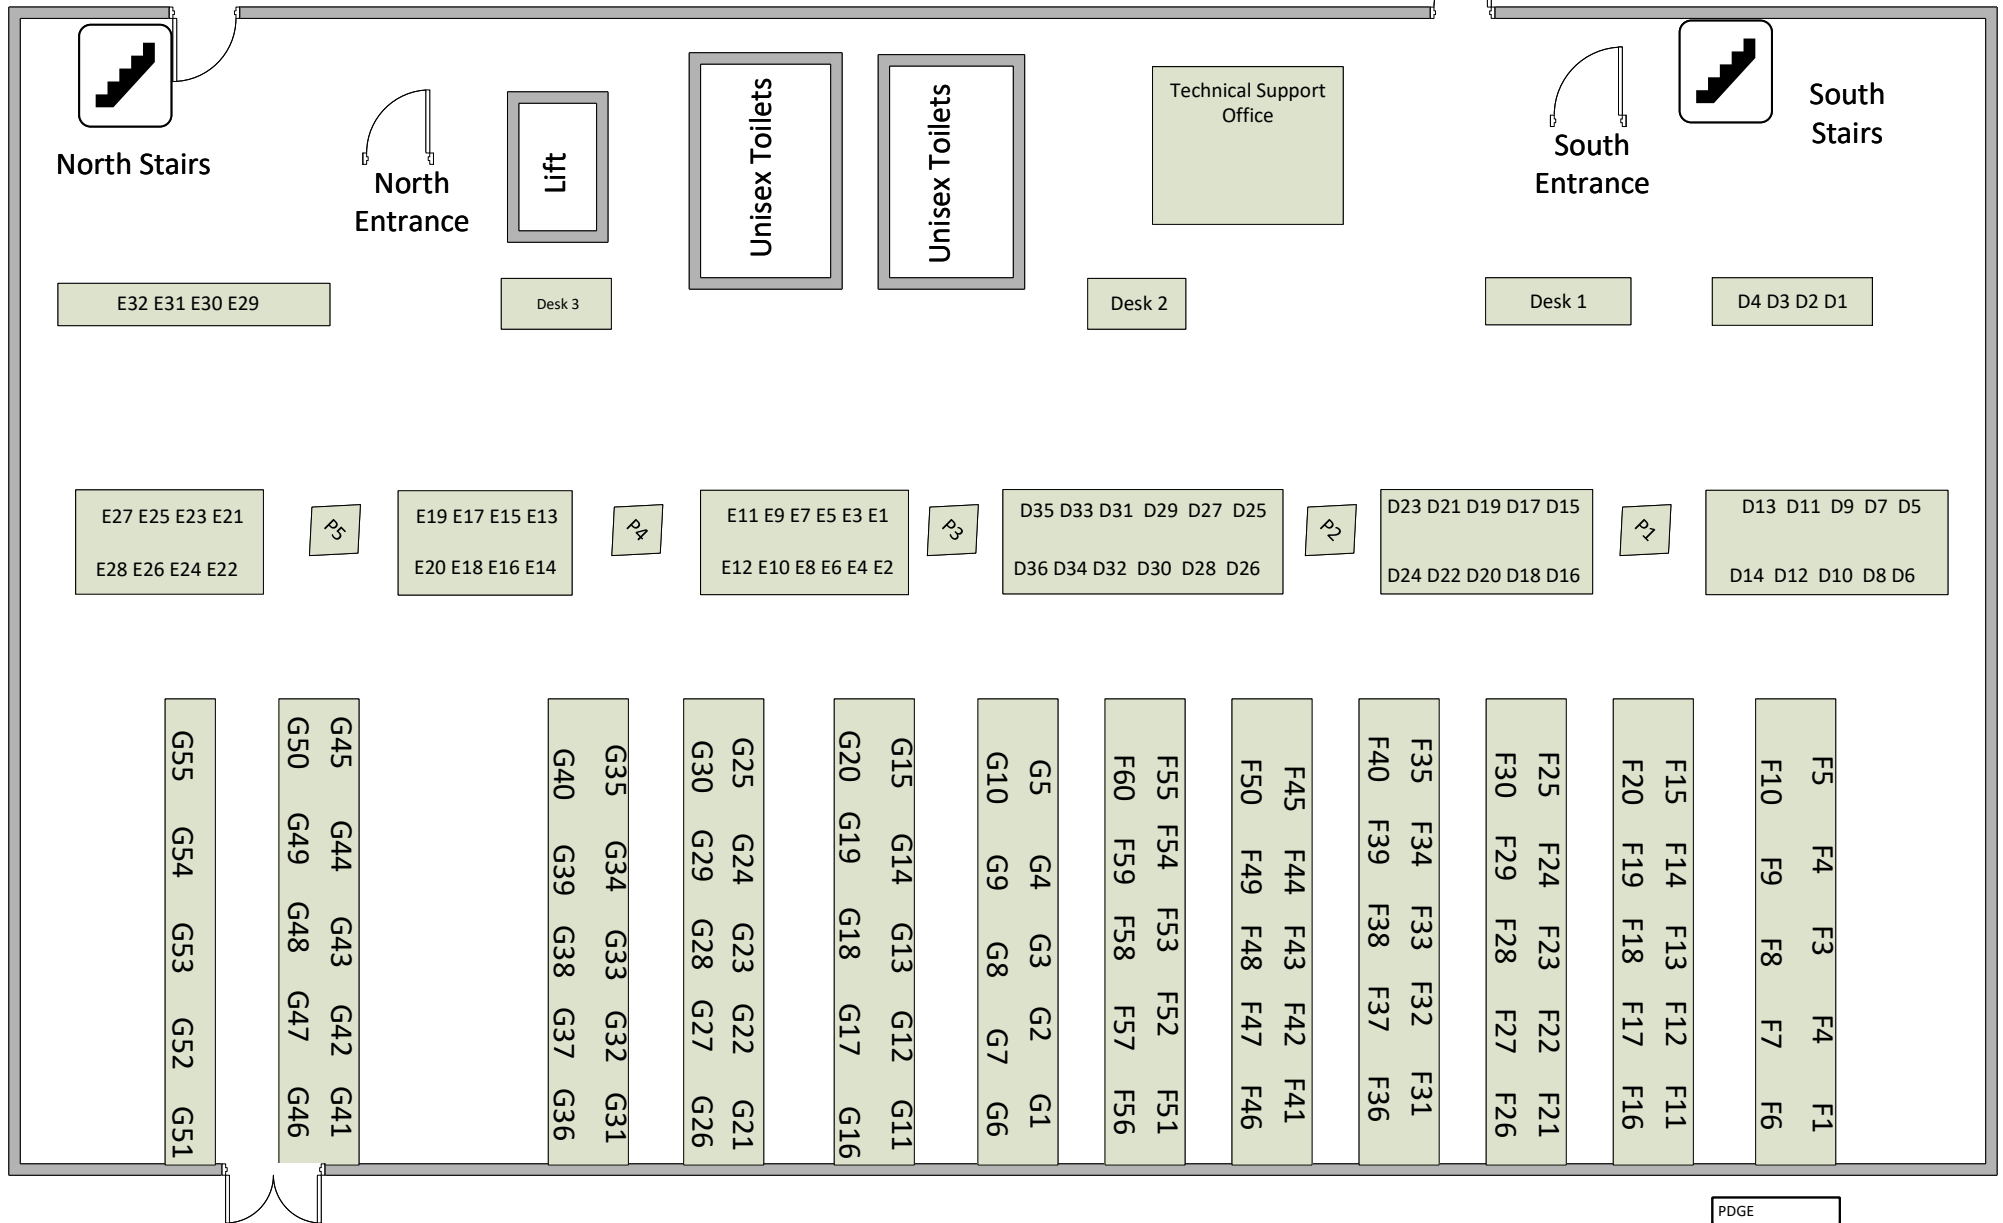 Technical Support
Office
Unisex Toilets
Unisex Toilets
Lift
North Stairs
North
Entrance
South
Entrance
South
Stairs
E32 E31 E30 E29
Desk 3
Desk 2
Desk 1
D4 D3 D2 D1
E27 E25 E23 E21
E28 E26 E24 E22
P5
E19 E17 E15 E13
E20 E18 E16 E14
P4
E11 E9 E7 E5 E3 E1
E12 E10 E8 E6 E4 E2
P3
D35 D33 D31 D29 D27 D25
D36 D34 D32 D30 D28 D26
P2
D23 D21 D19 D17 D15
D24 D22 D20 D18 D16
P1
D13 D11 D9 D7 D5
D14 D12 D10 D8 D6
G55 G54 G53 G52 G51
G45 G44 G43 G42 G41
G50 G49 G48 G47 G46
G35 G34 G33 G32 G31
G40 G39 G38 G37 G36
G25 G24 G23 G22 G21
G30 G29 G28 G27 G26
G15 G14 G13 G12 G11
G20 G19 G18 G17 G16
G5 G4 G3 G2 G1
G10 G9 G8 G7 G6
F55 F54 F53 F52 F51
F60 F59 F58 F57 F56
F45 F44 F43 F42 F41
F50 F49 F48 F47 F46
F35 F34 F33 F32 F31
F40 F39 F38 F37 F36
F25 F24 F23 F22 F21
F30 F29 F28 F27 F26
F15 F14 F13 F12 F11
F20 F19 F18 F17 F16
F5 F4 F3 F4 F1
F10 F9 F8 F7 F6
PDGE